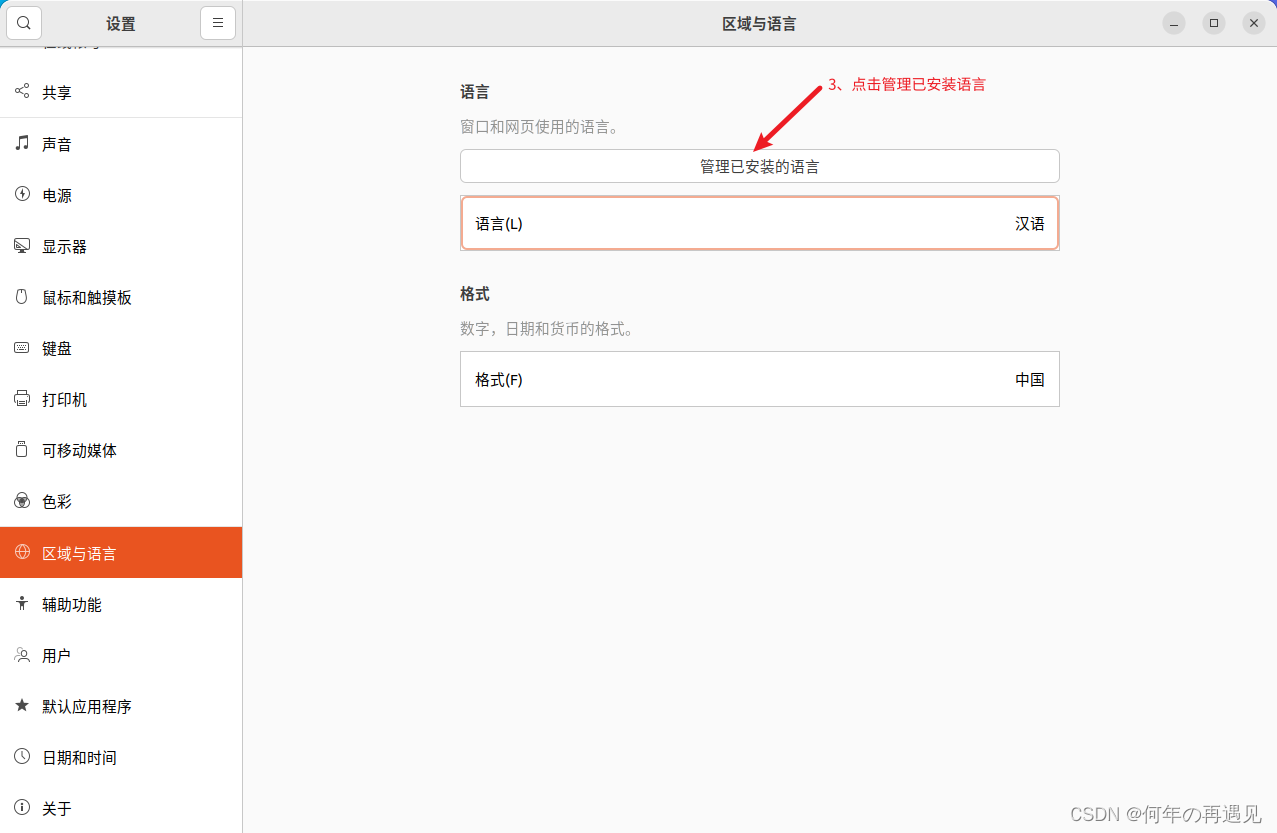 设置
区域与语言
共享
声音
电源
显示器
鼠标和触摸板
键盘
打印机
可移动媒体
色彩
区域与语言
辅助功能
用户
默认应用程序
日期和时间
关于
3、点击管理已安装语言
语言
窗口和网页使用的语言。
管理已安装的语言
语言(L) 汉语
格式
数字，日期和货币的格式。
格式(F) 中国
CSDN @何年の再遇见